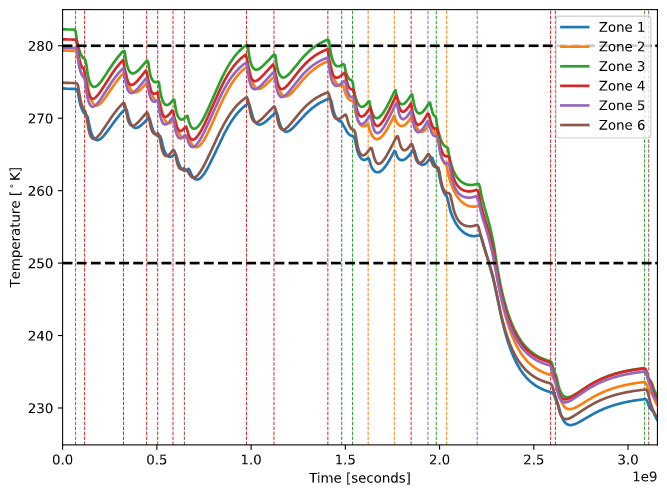 Zone 1
Zone 2
Zone 3
Zone 4
Zone 5
Zone 6
280
270
260
250
240
230
Temperature [°K]
0.0 0.5 1.0 1.5 2.0 2.5 3.0
1e9
Time [seconds]